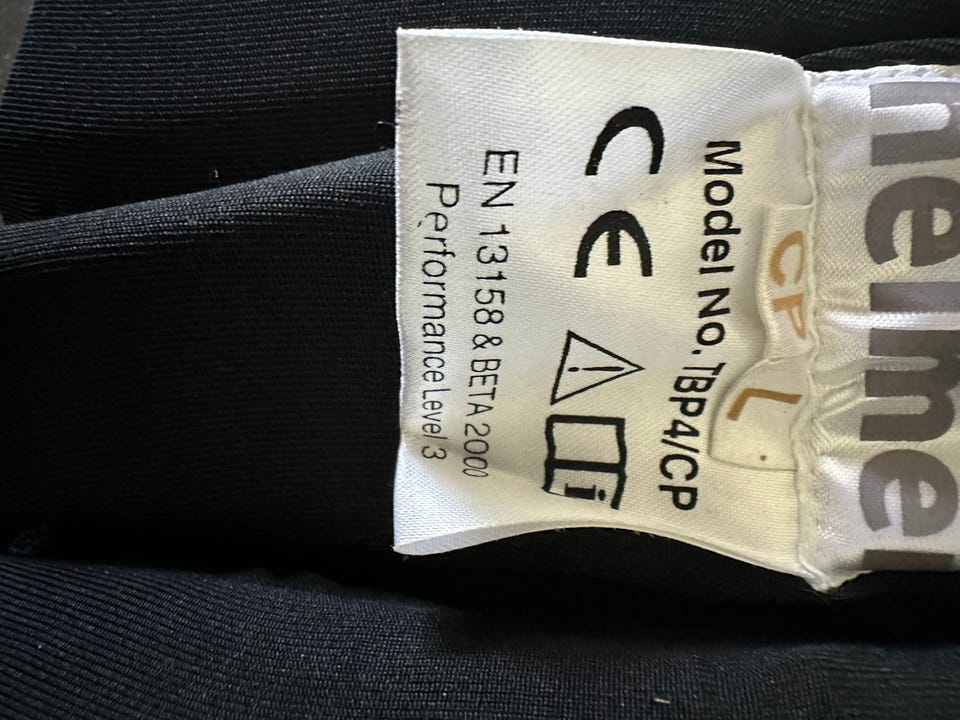 CP L
Model No. TBP4/CP
CE
EN 13158 & BETA 2000
Performance Level 3